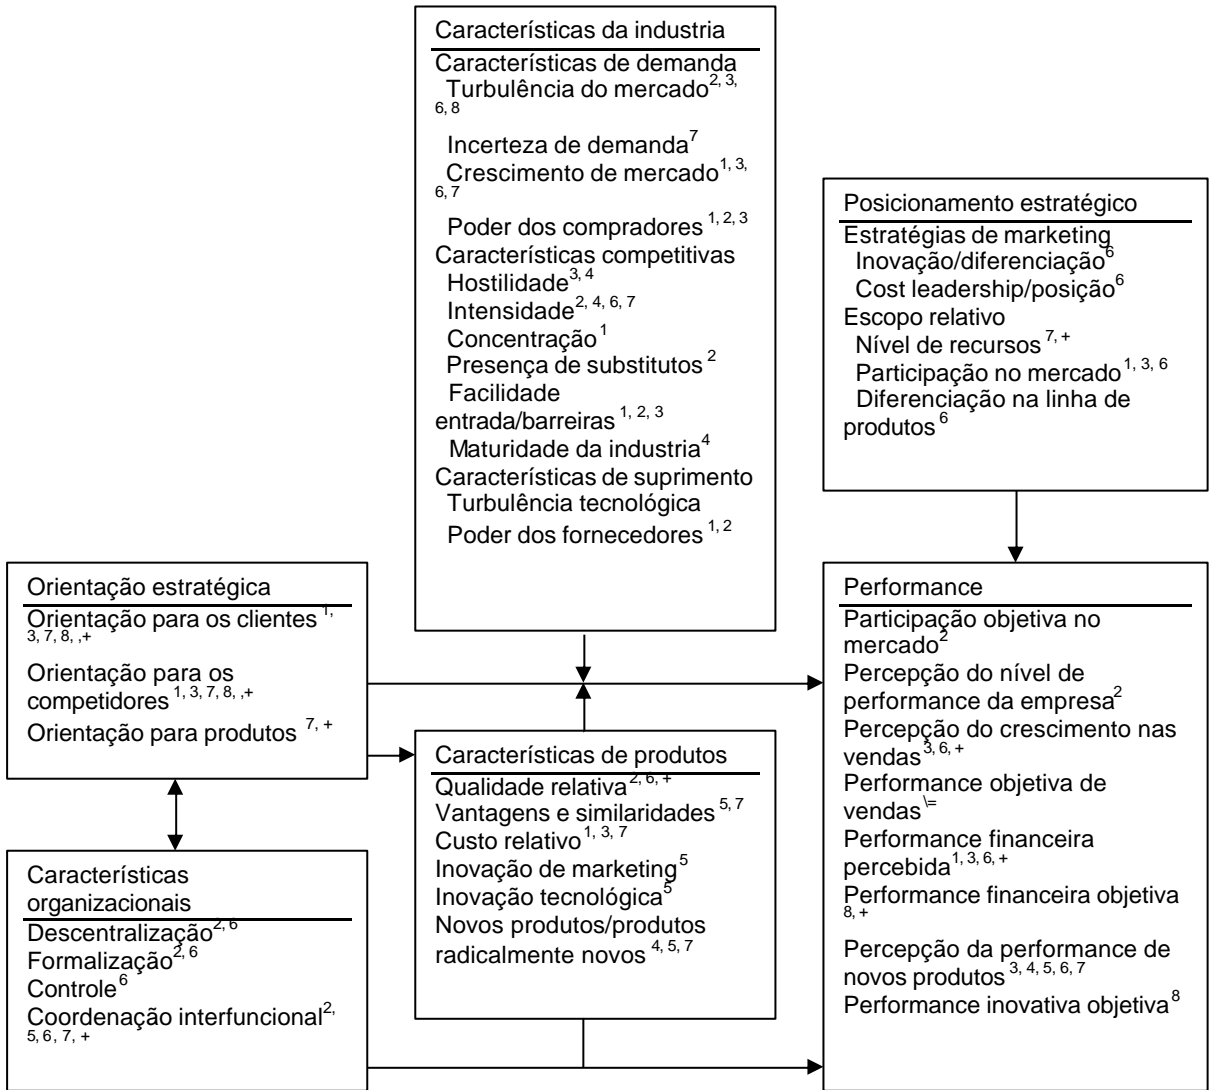 Características da industria
Características de demanda
Turbulência do mercado2, 3,
6, 8
Incerteza de demanda7
Crescimento de mercado1, 3,
6, 7
Poder dos compradores 1, 2, 3
Características competitivas
Hostilidade3, 4
Intensidade2, 4, 6, 7
Concentração1
Presença de substitutos 2
Facilidade
entrada/barreiras 1, 2, 3
Maturidade da industria4
Características de suprimento
Turbulência tecnológica
Poder dos fornecedores 1, 2
Posicionamento estratégico
Estratégias de marketing
Inovação/diferenciação6
Cost leadership/posição6
Escopo relativo
Nível de recursos 7, +
Participação no mercado1, 3, 6
Diferenciação na linha de
produtos 6
Orientação estratégica
Orientação para os clientes 1,
3, 7, 8, ,+
Orientação para os
competidores 1, 3, 7, 8, ,+
Orientação para produtos 7, +
Características
organizacionais
Descentralização2, 6
Formalização2, 6
Controle6
Coordenação interfuncional2,
5, 6, 7, +
Características de produtos
Qualidade relativa2, 6, +
Vantagens e similaridades 5, 7
Custo relativo1, 3, 7
Inovação de marketing5
Inovação tecnológica5
Novos produtos/produtos
radicalmente novos 4, 5, 7
Performance
Participação objetiva no
mercado2
Percepção do nível de
performance da empresa2
Percepção do crescimento nas
vendas3, 6, +
Performance objetiva de
vendas\=
Performance financeira
percebida1, 3, 6, +
Performance financeira objetiva
8, +
Percepção da performance de
novos produtos3, 4, 5, 6, 7
Performance inovativa objetiva8